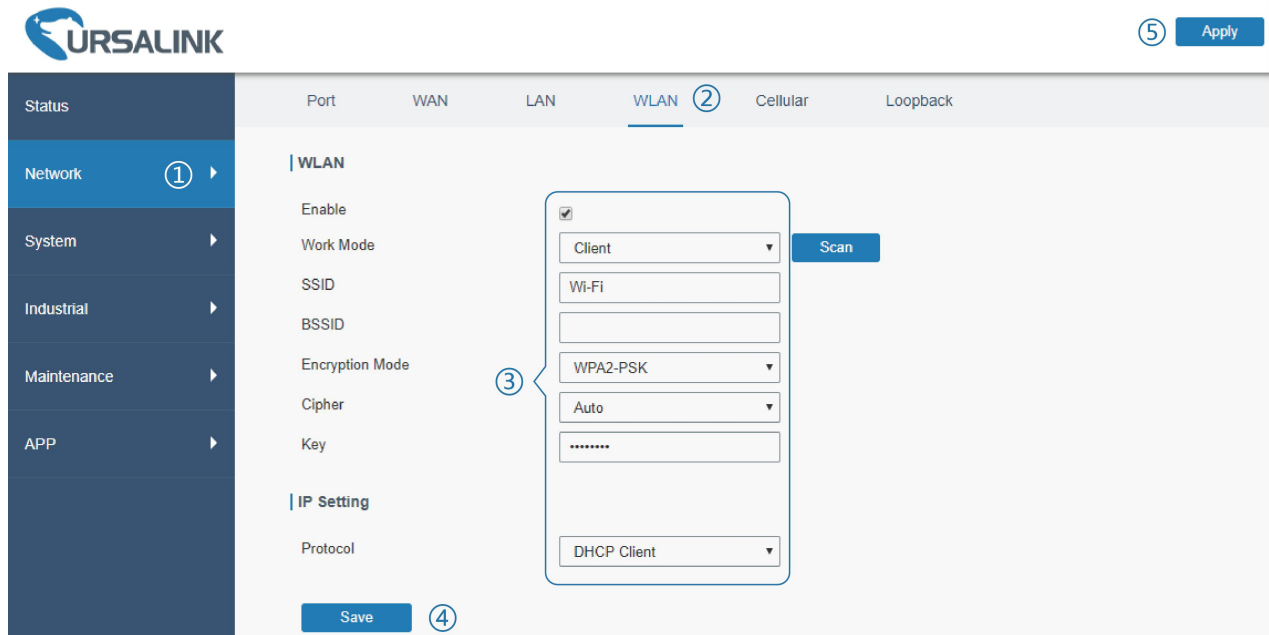 URSALINK
⑤ Apply
Status
Port WAN LAN WLAN ② Cellular Loopback
Network ①
WLAN
Enable
System
Work Mode Client Scan
SSID Wi-Fi
Industrial
BSSID
Encryption Mode WPA2-PSK
Maintenance
③
Cipher Auto
APP
Key ••••••••
IP Setting
Protocol DHCP Client
Save ④